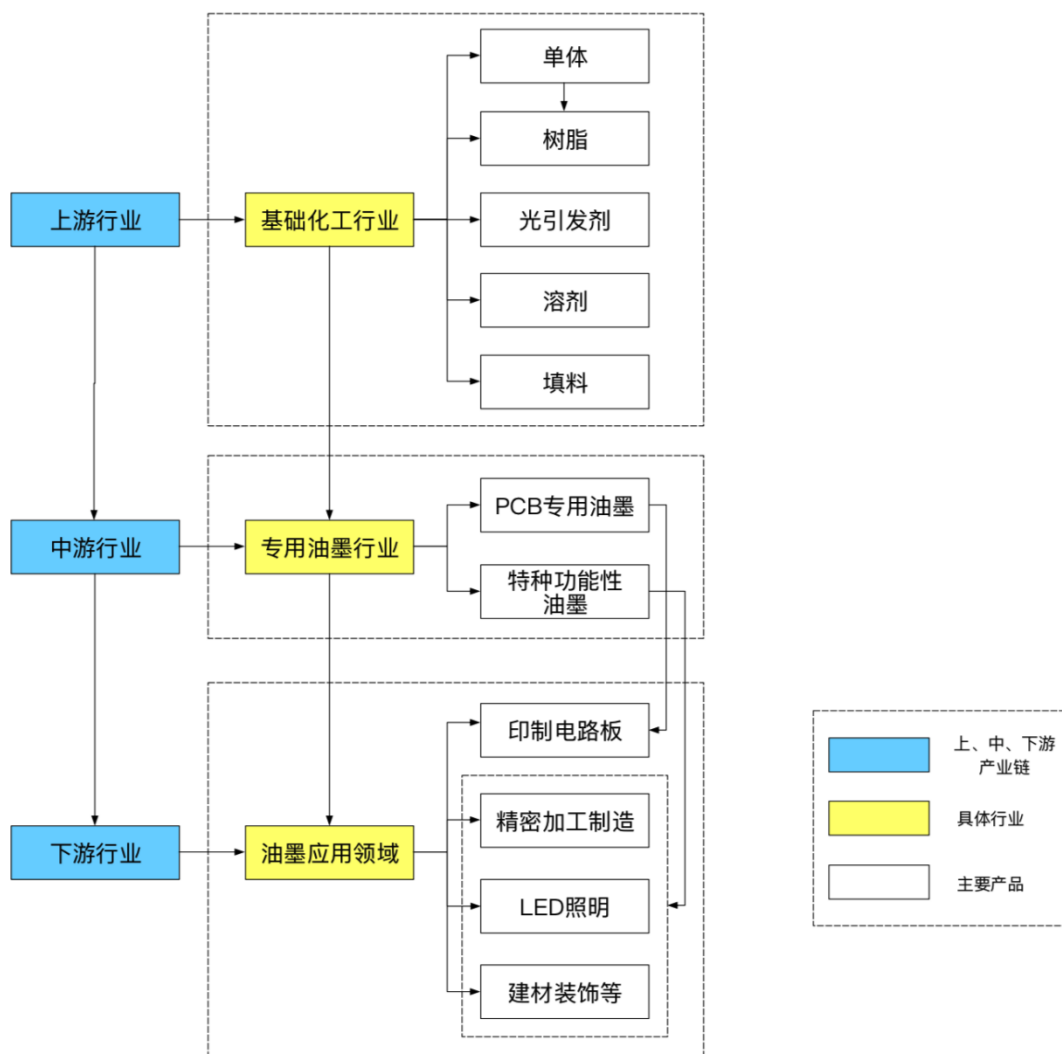 单体
树脂
上游行业
基础化工行业
光引发剂
溶剂
填料
PCB专用油墨
中游行业
专用油墨行业
特种功能性
油墨
印制电路板
精密加工制造
下游行业
油墨应用领域
LED照明
建材装饰等
上、中、下游
产业链
具体行业
主要产品